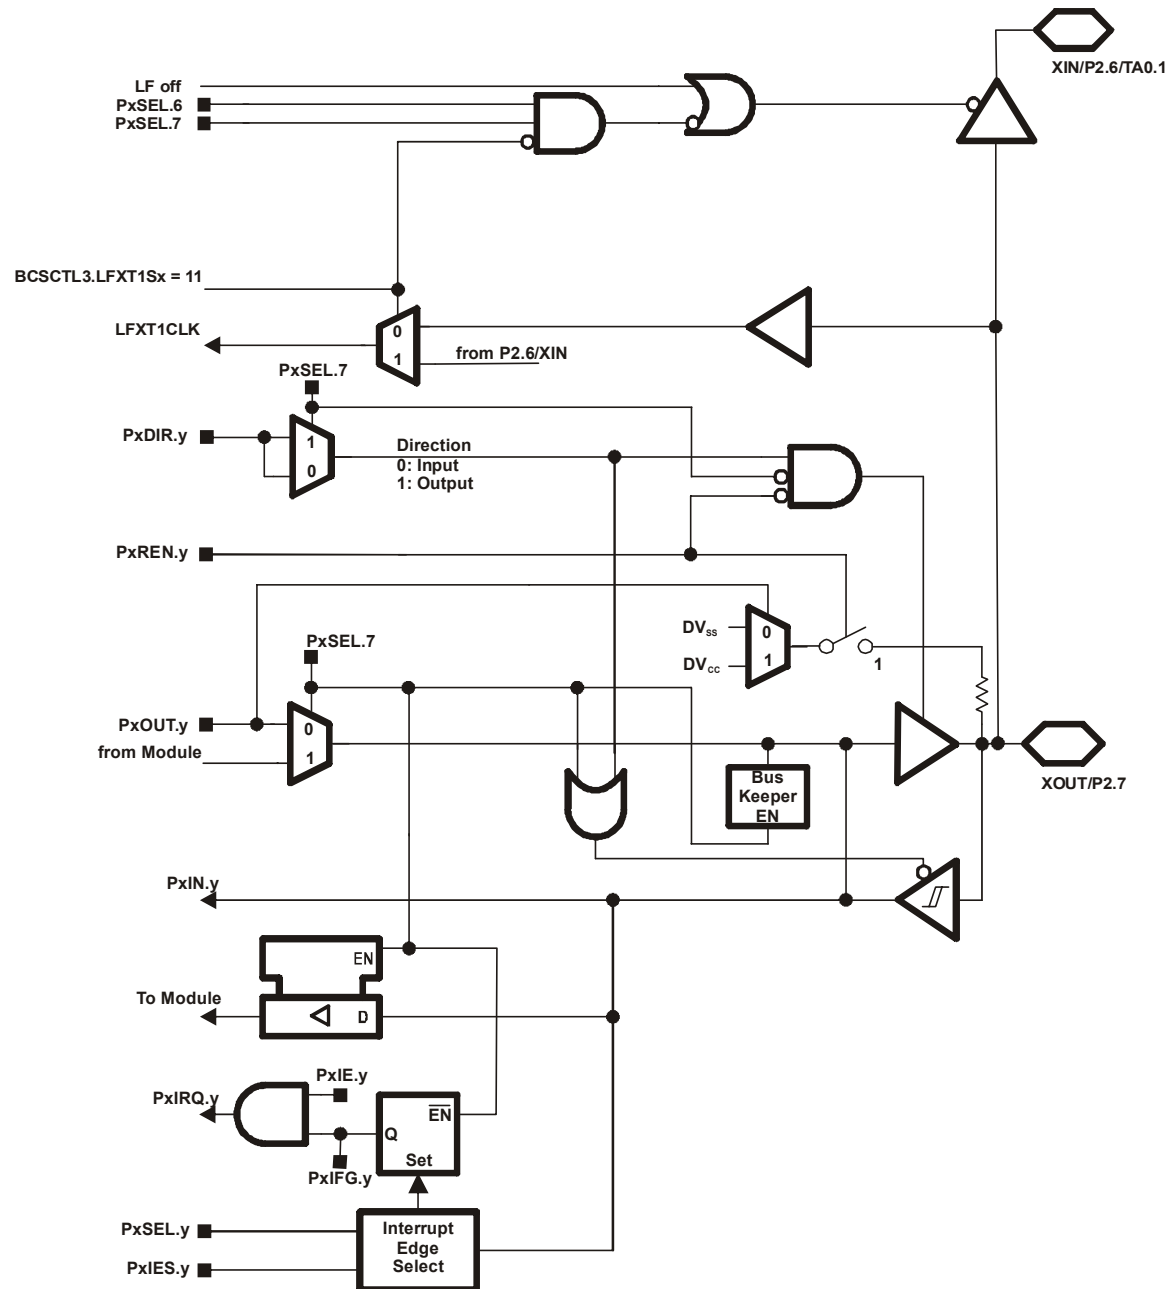 XIN/P2.6/TA0.1
LF off
PxSEL.6
PxSEL.7
BCSCTL3.LFXT1Sx = 11
LFXT1CLK
0
1
from P2.6/XIN
PxSEL.7
PxDIR.y
1
0
Direction
0: Input
1: Output
PxREN.y
DVss
0
DVcc
1
1
PxSEL.7
PxOUT.y
0
from Module
1
Bus
Keeper
EN
XOUT/P2.7
PxIN.y
EN
To Module
D
PxIE.y
PxIRQ.y
EN
Q
Set
PxIFG.y
PxSEL.y
PxIES.y
Interrupt
Edge
Select